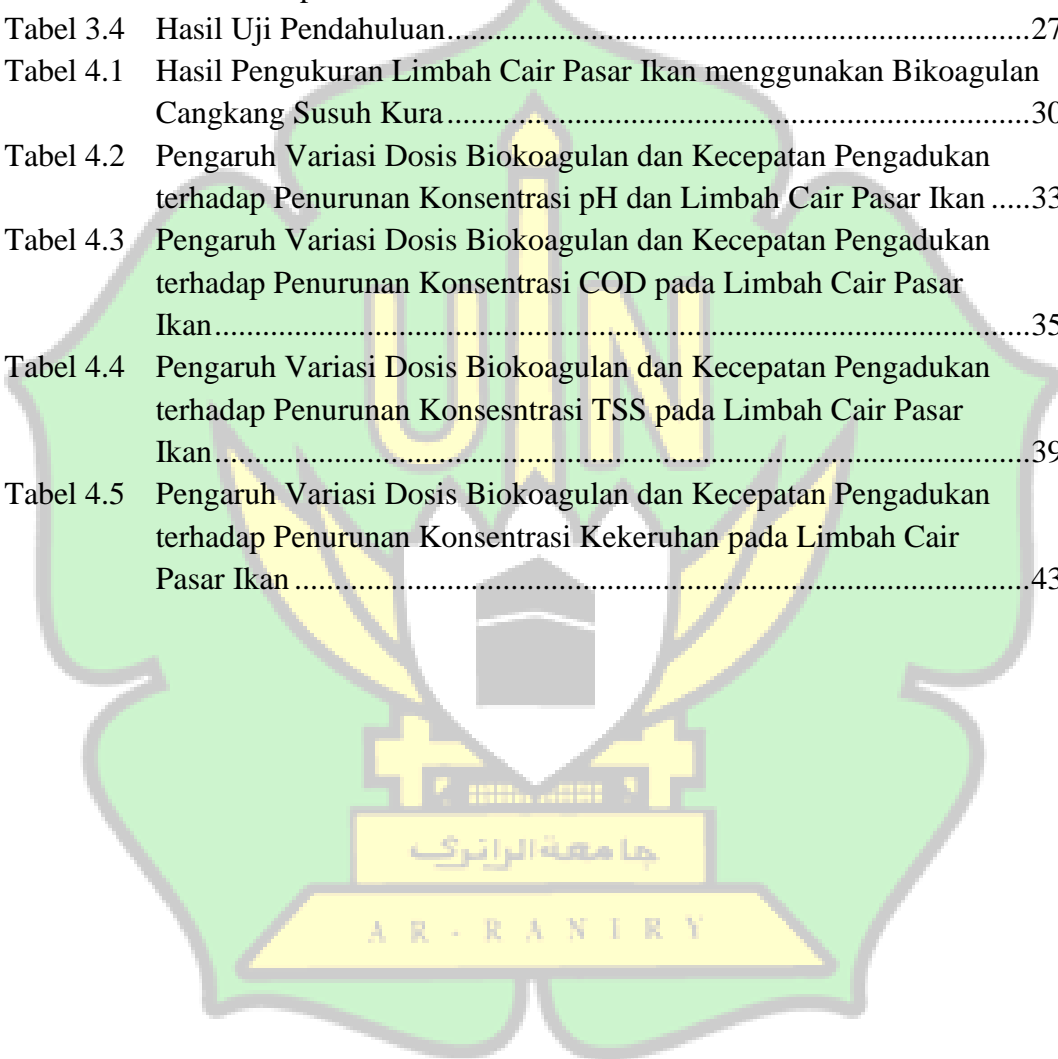 Tabel 3.4 Hasil Uji Pendahuluan..................................................................................27
Tabel 4.1 Hasil Pengukuran Limbah Cair Pasar Ikan menggunakan Bikoagulan
Cangkang Susuh Kura..................................................................................30
Tabel 4.2 Pengaruh Variasi Dosis Biokoagulan dan Kecepatan Pengadukan
terhadap Penurunan Konsentrasi pH dan Limbah Cair Pasar Ikan .....33
Tabel 4.3 Pengaruh Variasi Dosis Biokoagulan dan Kecepatan Pengadukan
terhadap Penurunan Konsentrasi COD pada Limbah Cair Pasar
Ikan..................................................................................................................35
Tabel 4.4 Pengaruh Variasi Dosis Biokoagulan dan Kecepatan Pengadukan
terhadap Penurunan Konsesntrasi TSS pada Limbah Cair Pasar
Ikan..................................................................................................................39
Tabel 4.5 Pengaruh Variasi Dosis Biokoagulan dan Kecepatan Pengadukan
terhadap Penurunan Konsentrasi Kekeruhan pada Limbah Cair
Pasar Ikan .......................................................................................................43
UIN
جامعة الرانري
AR - RANIRY